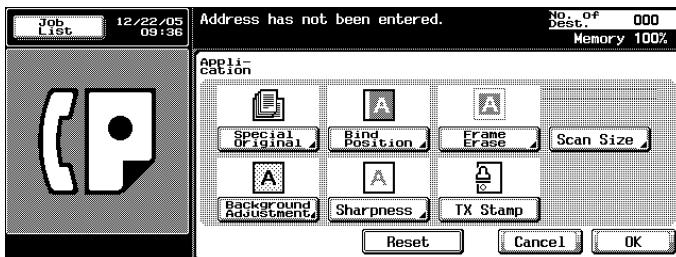 Job
List
12/22/05
09:36
Address has not been entered.
No. of
Dest.
000
Memory 100%
Appli-
cation
A
A
Special
Original
Bind
Position
Frame
Erase
Scan Size
A
A
Background
Adjustment
Sharpness
TX Stamp
Reset
Cancel
OK